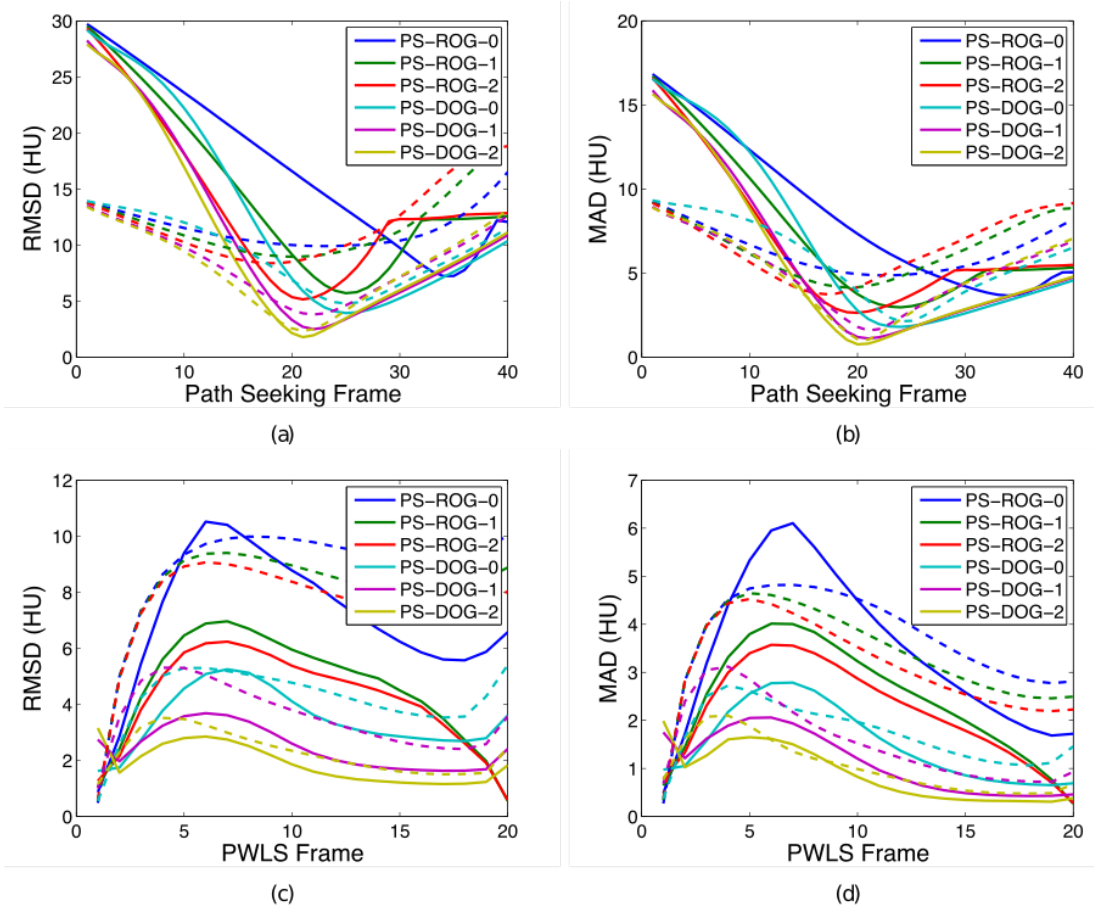 30
25
20
15
10
5
0
RMSD (HU)
0 10 20 30 40
Path Seeking Frame
PS-ROG-0
PS-ROG-1
PS-ROG-2
PS-DOG-0
PS-DOG-1
PS-DOG-2
(a)
20
15
10
5
0
MAD (HU)
0 10 20 30 40
Path Seeking Frame
PS-ROG-0
PS-ROG-1
PS-ROG-2
PS-DOG-0
PS-DOG-1
PS-DOG-2
(b)
12
10
8
6
4
2
0
RMSD (HU)
0 5 10 15 20
PWLS Frame
PS-ROG-0
PS-ROG-1
PS-ROG-2
PS-DOG-0
PS-DOG-1
PS-DOG-2
(c)
7
6
5
4
3
2
1
0
MAD (HU)
0 5 10 15 20
PWLS Frame
PS-ROG-0
PS-ROG-1
PS-ROG-2
PS-DOG-0
PS-DOG-1
PS-DOG-2
(d)